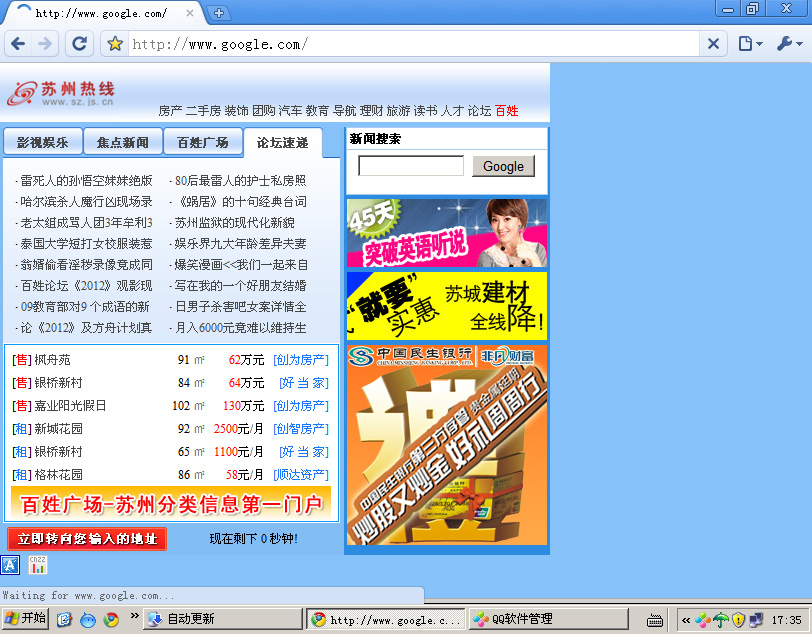 http://www.google.com/
http://www.google.com/
苏州热线
www.sz.js.cn
房产 二手房 装饰 团购 汽车 教育 导航 理财 旅游 读书 人才 论坛 百姓
影视娱乐 焦点新闻 百姓广场 论坛速递
新闻搜索
Google
· 雷死人的孙悟空妹妹绝版 · 80后最雷人的护士私房照
· 哈尔滨杀人魔行凶现场录 · 《蜗居》的十句经典台词
· 老太组成骂人团3年牟利3 · 苏州监狱的现代化新貌
· 泰国大学短打女校服装惹 · 娱乐界九大年龄差异夫妻
· 翁婿偷看淫秽录像竟成同 · 爆笑漫画<<我们一起来自
· 百姓论坛《2012》观影现 · 写在我的一个好朋友结婚
· 09教育部对9 个成语的新 · 日男子杀害吧女案详情全
· 论《2012》及方舟计划真 · 月入6000元竟难以维持生
45天
突破英语听说
"就要"
实惠
苏城建材
全线降!
[售] 枫舟苑 91 ㎡ 62万元 [创为房产]
[售] 银桥新村 84 ㎡ 64万元 [好 当 家]
[售] 嘉业阳光假日 102 ㎡ 130万元 [创为房产]
[租] 新城花园 92 ㎡ 2500元/月 [创智房产]
[租] 银桥新村 65 ㎡ 1100元/月 [好 当 家]
[租] 格林花园 86 ㎡ 58元/月 [顺达资产]
百姓广场-苏州分类信息第一门户
中国民生银行
CHINA MINSHENG BANKING CORP.,LTD.
非凡财富
中国民生银行第三方存管 贵金属延期
炒股又炒金 好礼周周行
立即转向您输入的地址
现在剩下 0 秒钟!
A
CNZZ
Waiting for www.google.com...
开始
自动更新
http://www.google.c...
QQ软件管理
17:35